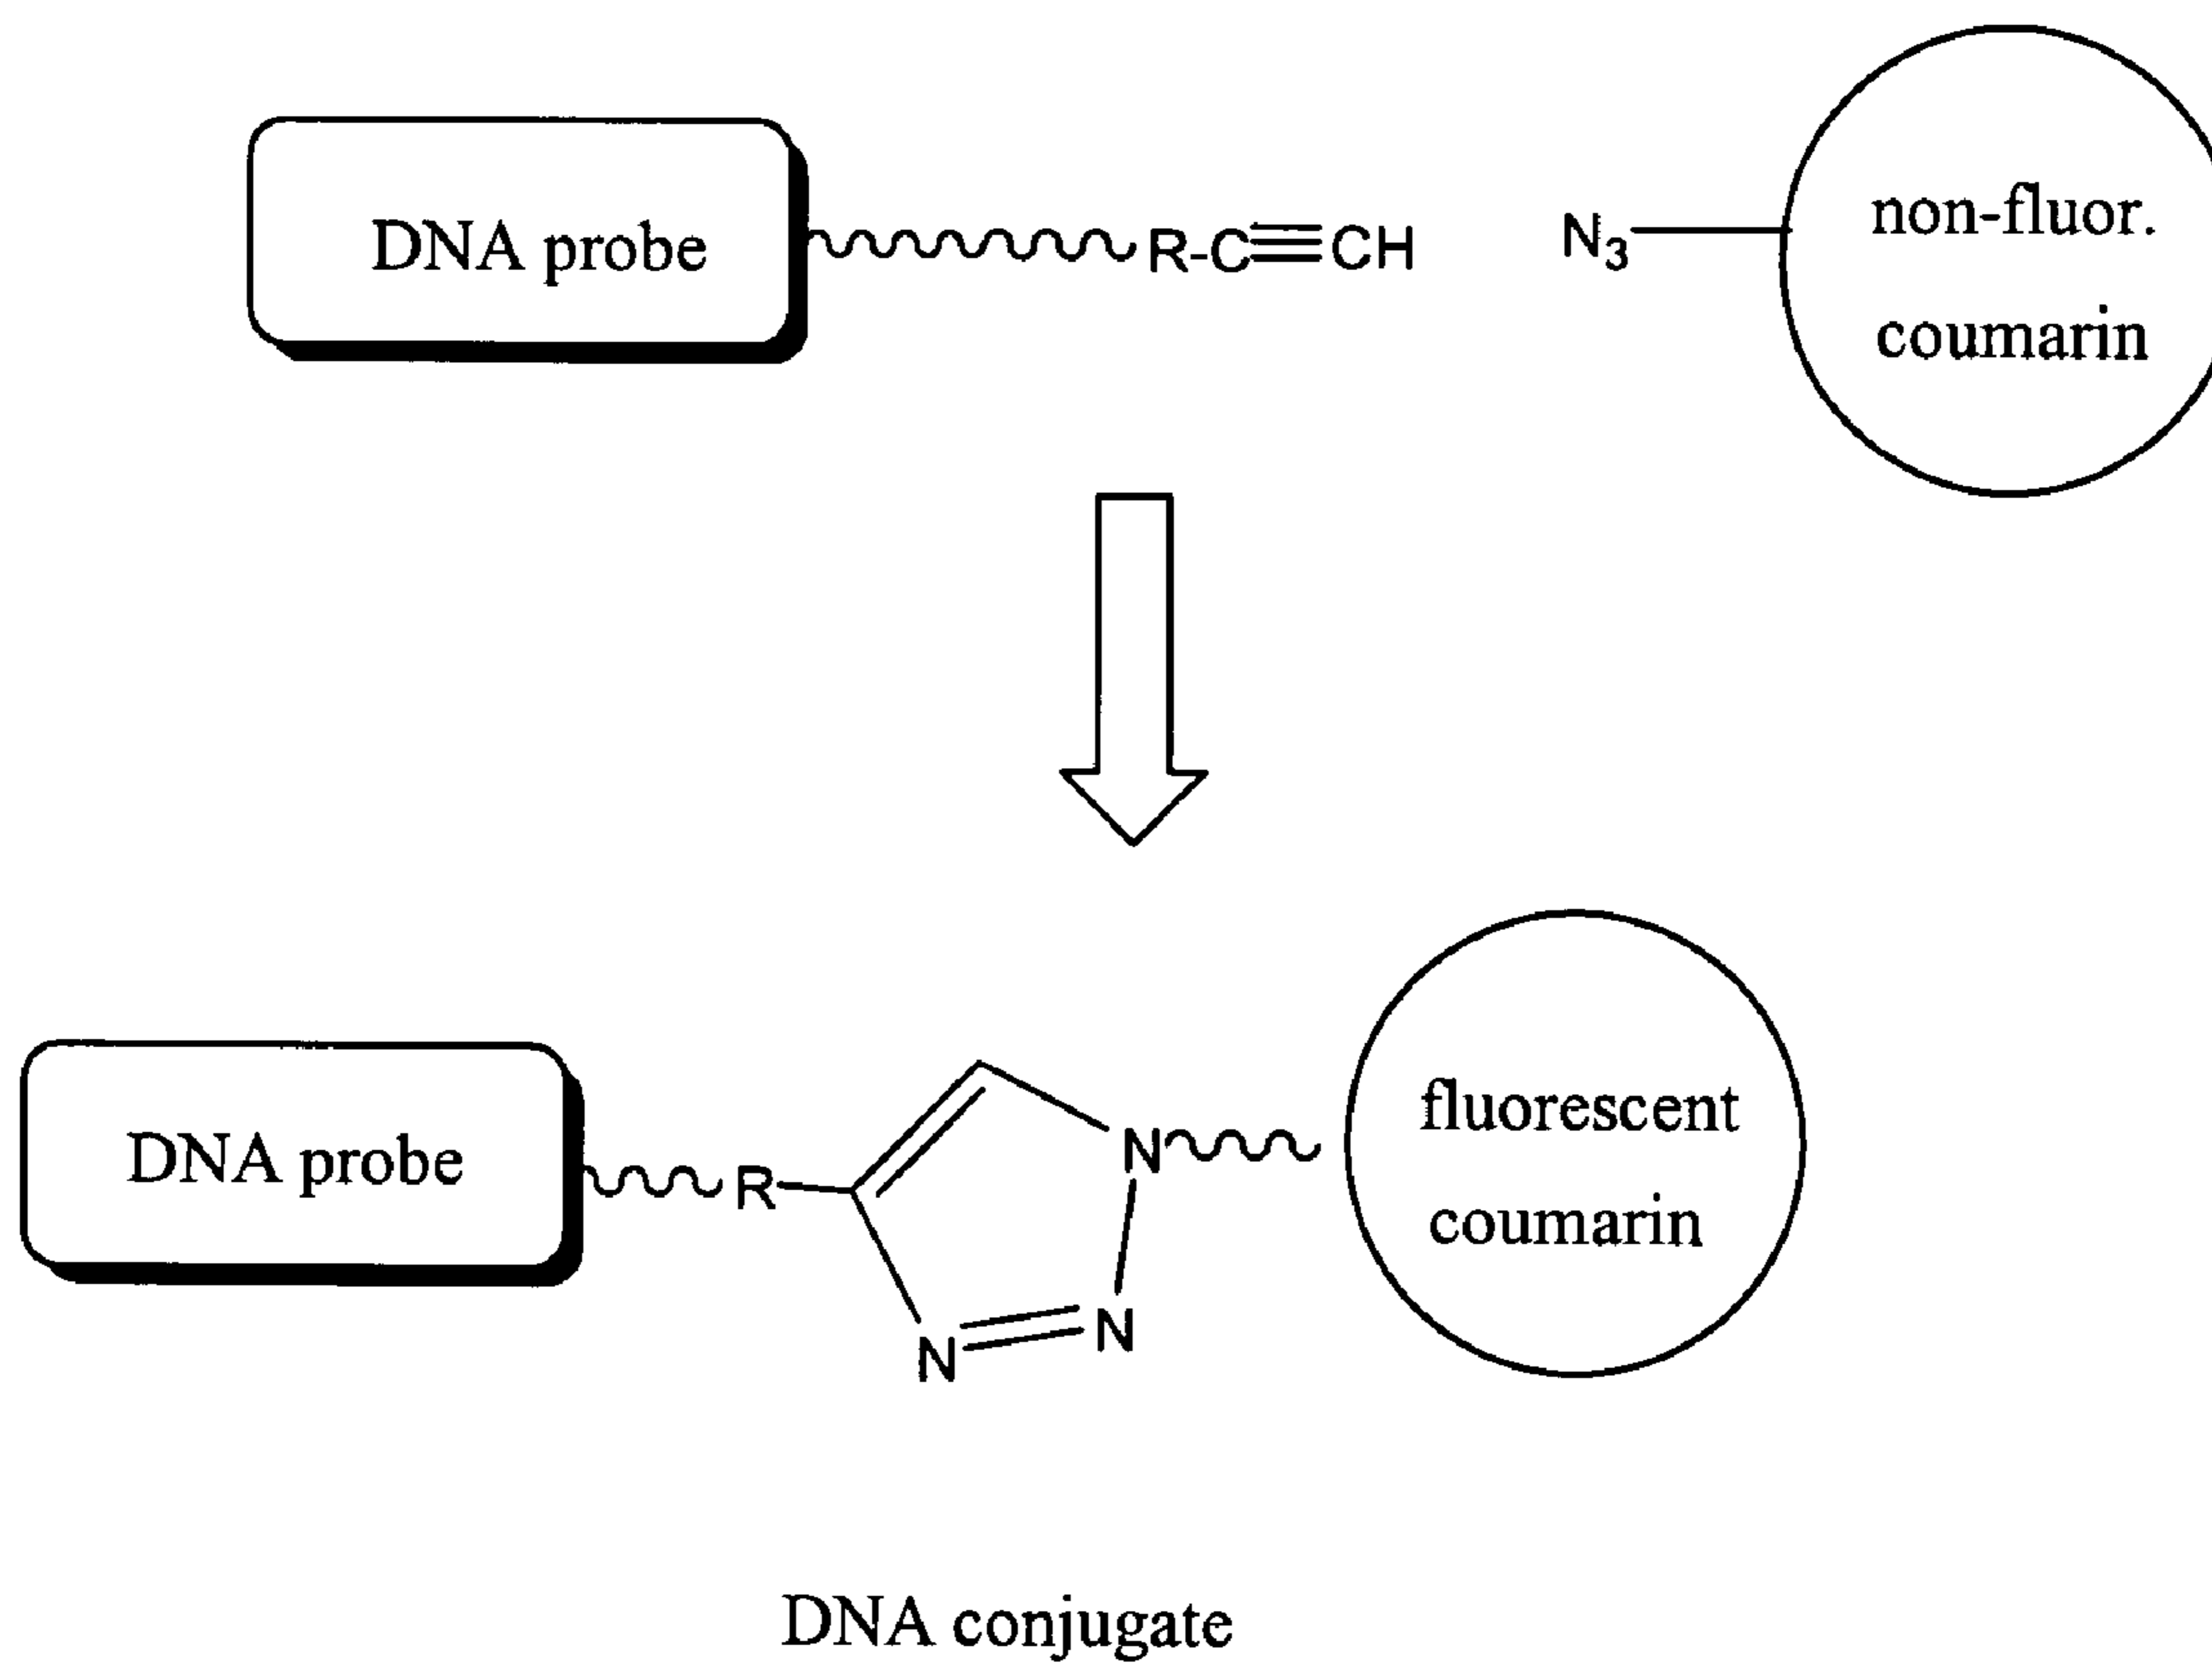 DNA probe R-C≡CH N3 non-fluor.
coumarin
DNA probe R N fluorescent
coumarin
N N
DNA conjugate